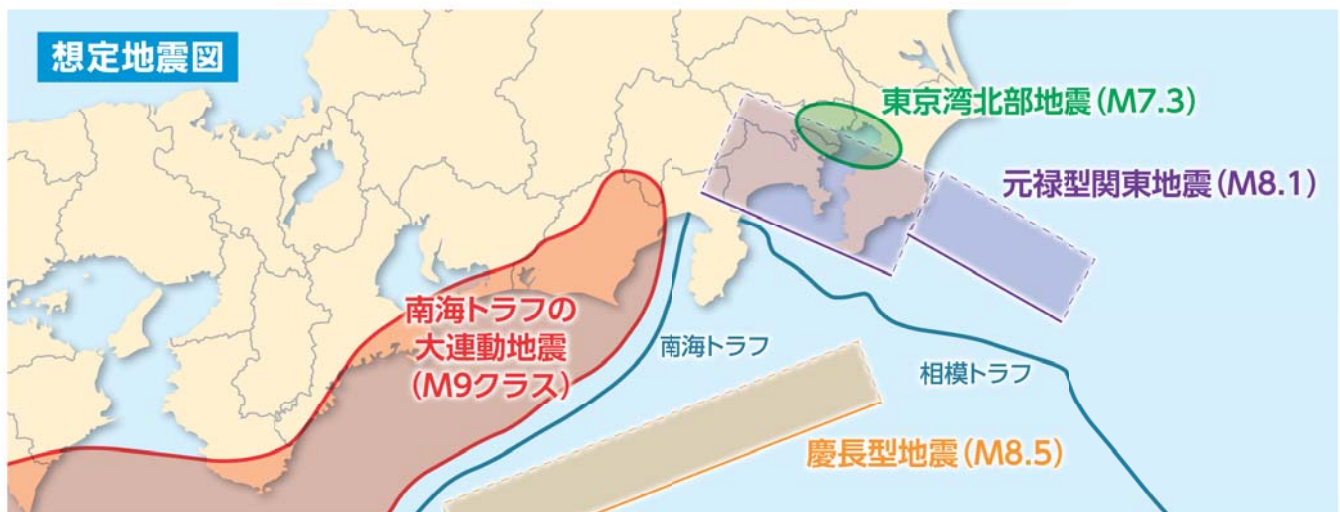 想定地震図
東京湾北部地震(M7.3)
元禄型関東地震(M8.1)
南海トラフの
大連動地震
(M9クラス)
南海トラフ
相模トラフ
慶長型地震(M8.5)